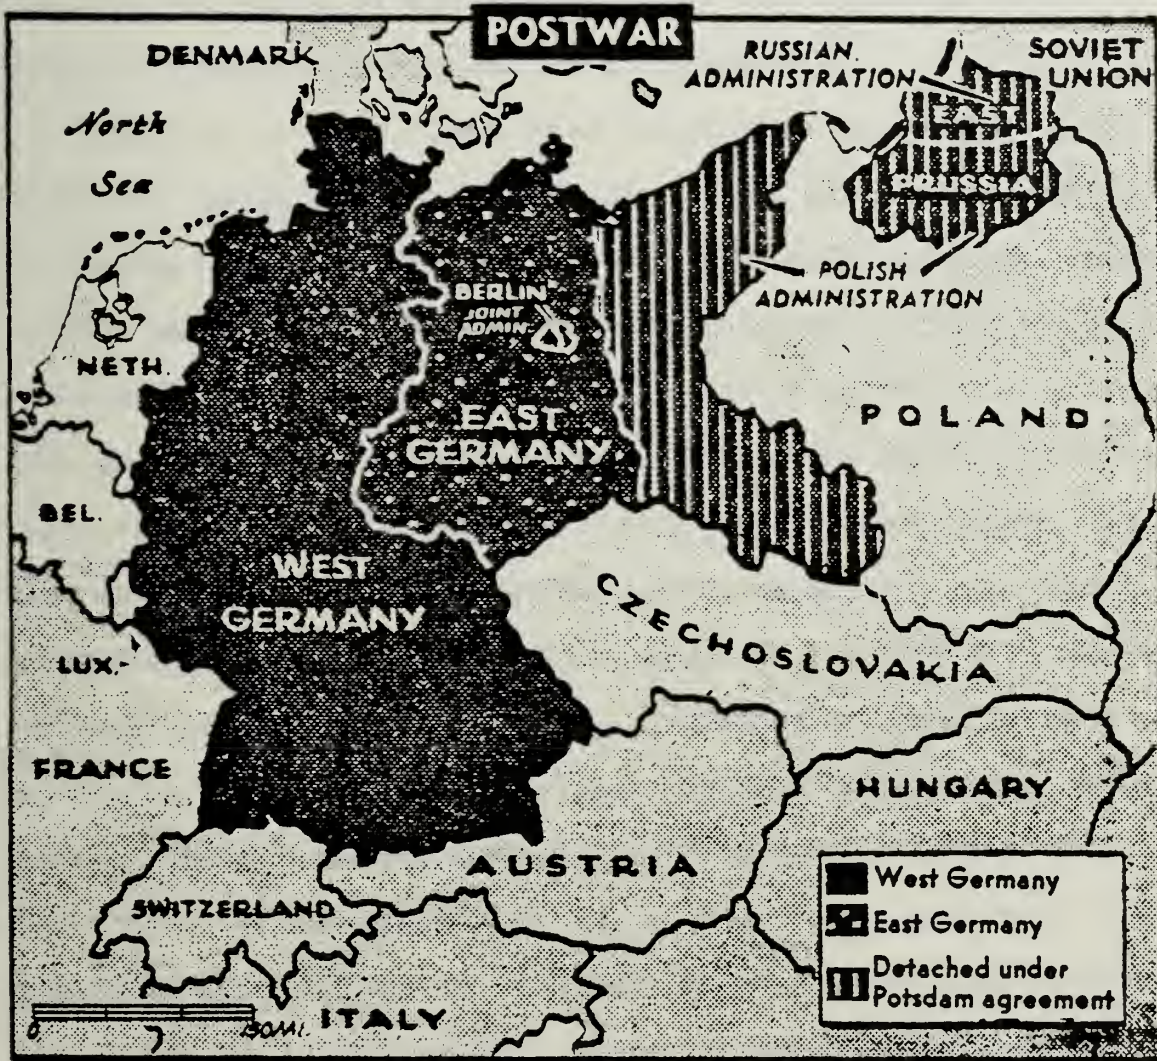 POSTWAR
DENMARK
RUSSIAN
ADMINISTRATION
SOVIET
UNION
North
Sea
EAST
PRUSSIA
POLISH
ADMINISTRATION
BERLIN
JOINT
ADMIN.
NETH.
EAST
GERMANY
POLAND
BEL.
WEST
GERMANY
CZECHOSLOVAKIA
LUX.
FRANCE
HUNGARY
AUSTRIA
SWITZERLAND
West Germany
East Germany
Detached under
Potsdam agreement
0
ITALY